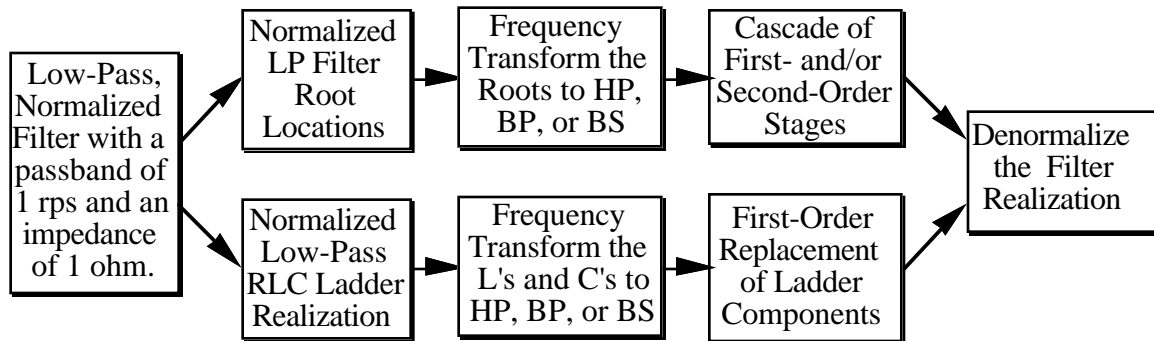 Low-Pass,
Normalized
Filter with a
passband of
1 rps and an
impedance
of 1 ohm.
Normalized
LP Filter
Root
Locations
Frequency
Transform the
Roots to HP,
BP, or BS
Cascade of
First- and/or
Second-Order
Stages
Normalized
Low-Pass
RLC Ladder
Realization
Frequency
Transform the
L's and C's to
HP, BP, or BS
First-Order
Replacement
of Ladder
Components
Denormalize
the Filter
Realization